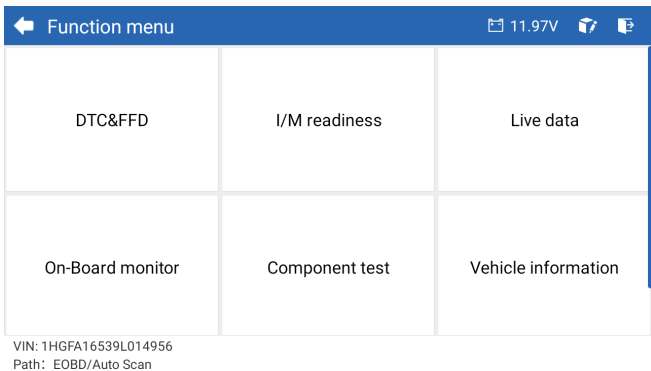 Function menu
11.97V
DTC&FFD
I/M readiness
Live data
On-Board monitor
Component test
Vehicle information
VIN: 1HGFA16539L014956
Path: EOBD/Auto Scan